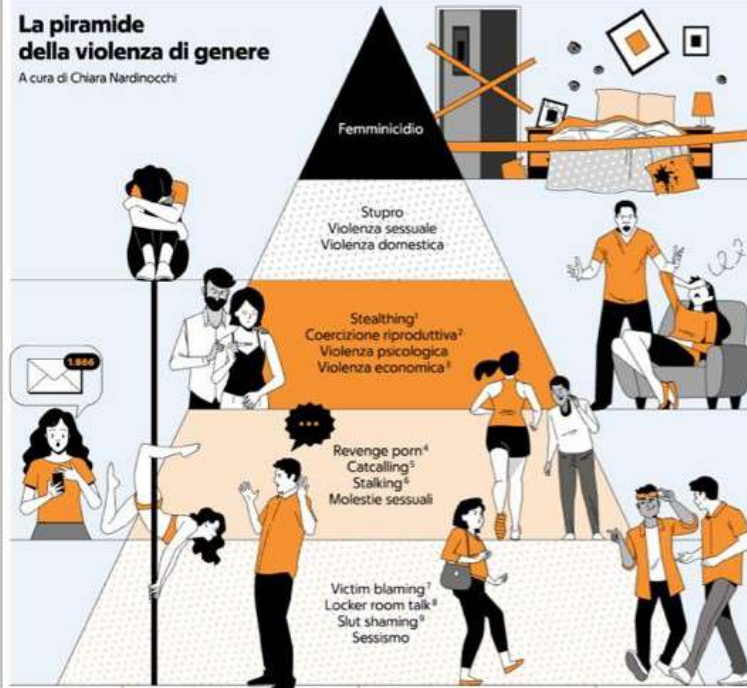 La piramide
della violenza di genere
A cura di Chiara Nardinocchi
Femminicidio
Stupro
Violenza sessuale
Violenza domestica
Stealthing¹
Coercizione riproduttiva²
Violenza psicologica
Violenza economica³
1.866
Revenge porn⁴
Catcalling⁵
Stalking⁶
Molestie sessuali
Victim blaming⁷
Locker room talk⁸
Slut shaming⁹
Sessismo